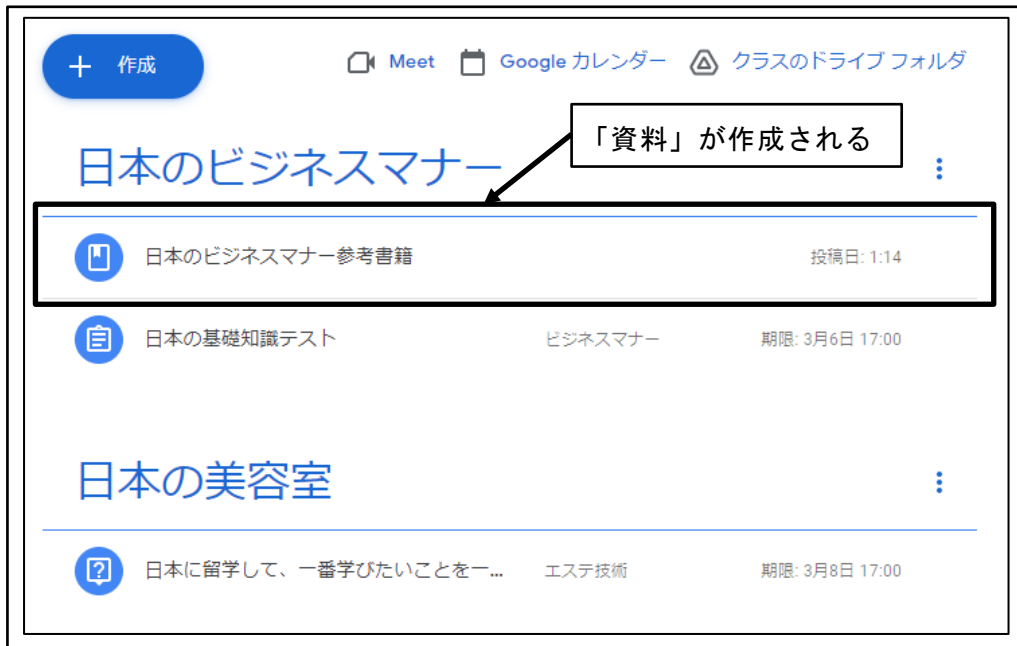 作成
Meet Google カレンダー クラスのドライブ フォルダ
「資料」が作成される
日本のビジネスマナー
日本のビジネスマナー参考書籍 投稿日: 1:14
日本の基礎知識テスト ビジネスマナー 期限: 3月6日 17:00
日本の美容室
日本に留学して、一番学びたいことを一... エステ技術 期限: 3月8日 17:00